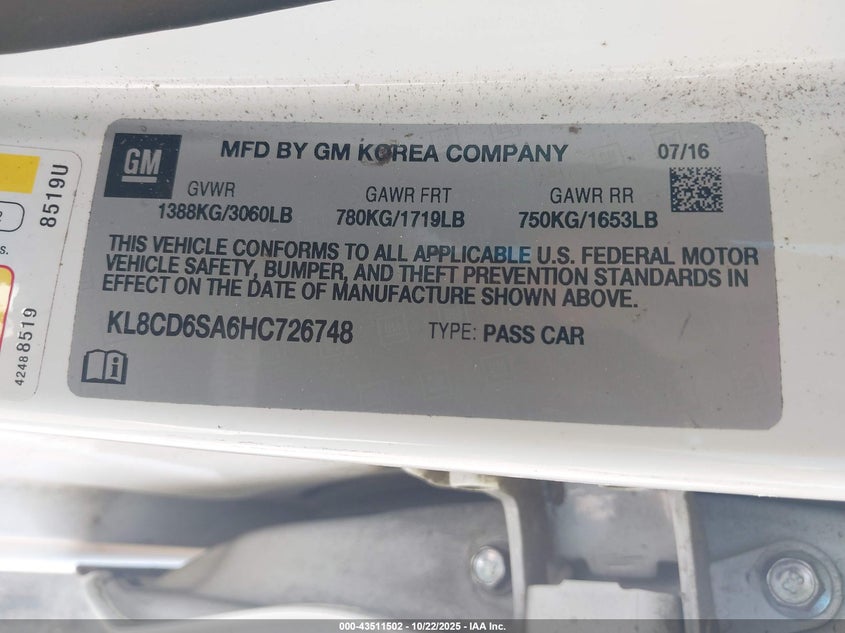 GM
MFD BY GM KOREA COMPANY 07/16
GVWR GAWR FRT GAWR RR
1388KG/3060LB 780KG/1719LB 750KG/1653LB
THIS VEHICLE CONFORMS TO ALL APPLICABLE U.S. FEDERAL MOTOR
VEHICLE SAFETY, BUMPER, AND THEFT PREVENTION STANDARDS IN
EFFECT ON THE DATE OF MANUFACTURE SHOWN ABOVE.
KL8CD6SA6HC726748 TYPE: PASS CAR
8519U
42488519
s.
000-43511502 - 10/22/2025 - IAA Inc.